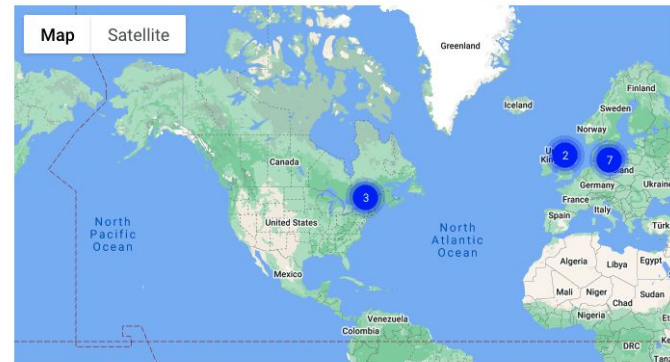 Map
Satellite
Greenland
Iceland
Finland
Sweden
Norway
Canada
2
7
3
Germany
Ukraine
France
Italy
Spain
Türk
United States
North
Pacific
Ocean
North
Atlantic
Ocean
Mexico
Algeria
Libya
Egypt
Mali
Niger
Chad
Sudan
Nigeria
Venezuela
Colombia
DRC